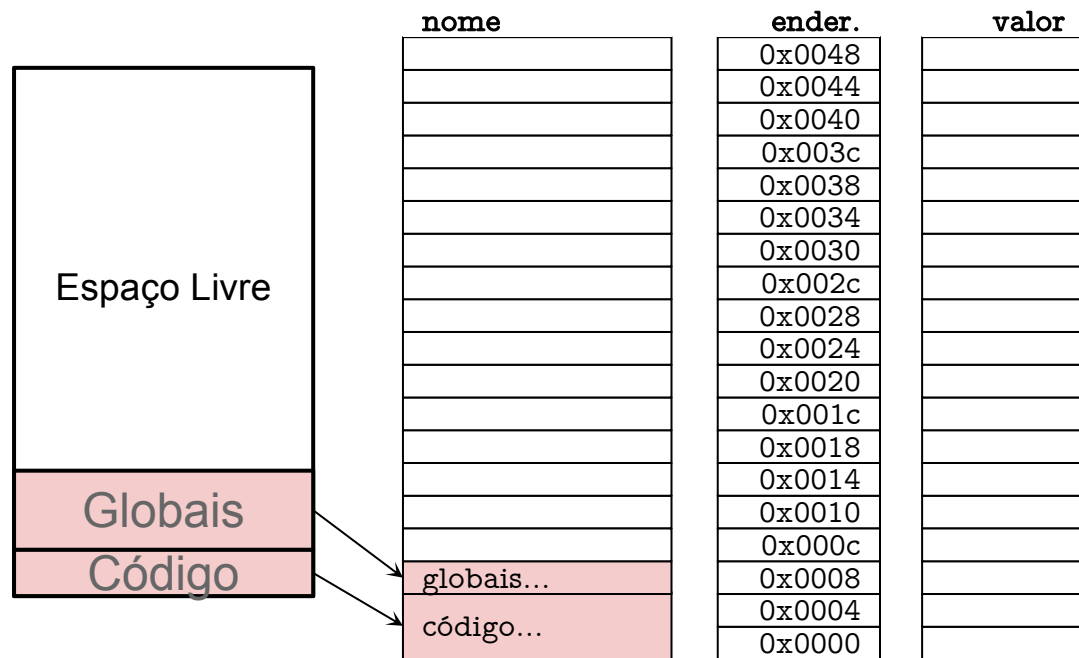 nome ender. valor
0x0048
0x0044
0x0040
0x003c
0x0038
0x0034
0x0030
0x002c
0x0028
0x0024
0x0020
0x001c
0x0018
0x0014
0x0010
0x000c
0x0008
0x0004
0x0000
Espaço Livre
Globais
Código
globais...
código...